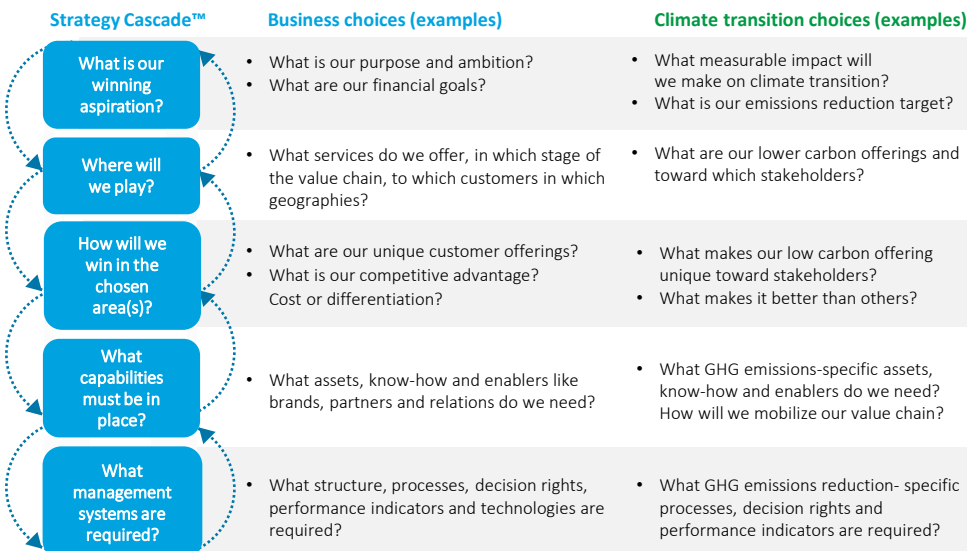 Strategy Cascade™
Business choices (examples)
Climate transition choices (examples)
What is our
winning
aspiration?
• What is our purpose and ambition?
• What are our financial goals?
• What measurable impact will
we make on climate transition?
• What is our emissions reduction target?
Where will
we play?
• What services do we offer, in which stage of
the value chain, to which customers in which
geographies?
• What are our lower carbon offerings and
toward which stakeholders?
How will we
win in the
chosen
area(s)?
• What are our unique customer offerings?
• What is our competitive advantage?
Cost or differentiation?
• What makes our low carbon offering
unique toward stakeholders?
• What makes it better than others?
What
capabilities
must be in
place?
• What assets, know-how and enablers like
brands, partners and relations do we need?
• What GHG emissions-specific assets,
know-how and enablers do we need?
How will we mobilize our value chain?
What
management
systems are
required?
• What structure, processes, decision rights,
performance indicators and technologies are
required?
• What GHG emissions reduction- specific
processes, decision rights and
performance indicators are required?